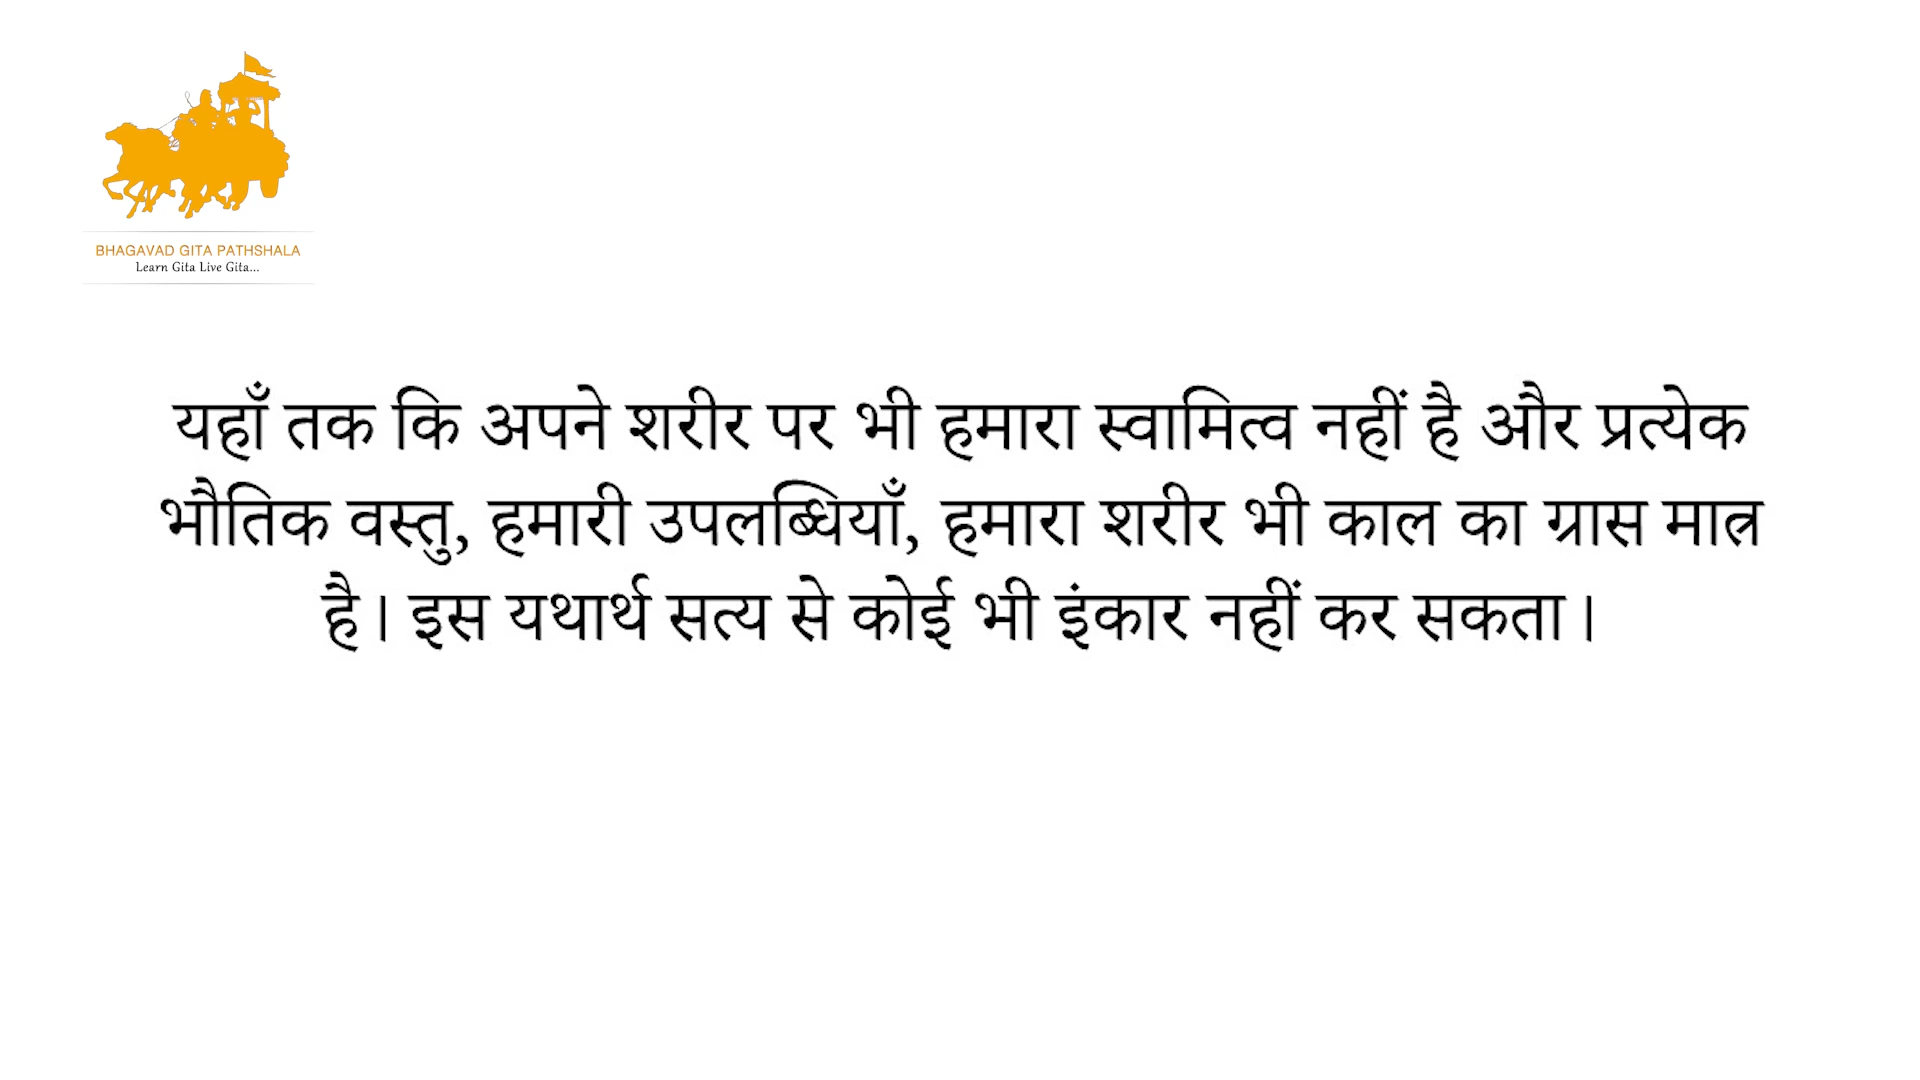 BHAGAVAD GITA PATHSHALA
Learn Gita Live Gita...
यहाँ तक कि अपने शरीर पर भी हमारा स्वामित्व नहीं है और प्रत्येक
भौतिक वस्तु, हमारी उपलब्धियाँ, हमारा शरीर भी काल का ग्रास मात्र
है। इस यथार्थ सत्य से कोई भी इंकार नहीं कर सकता।